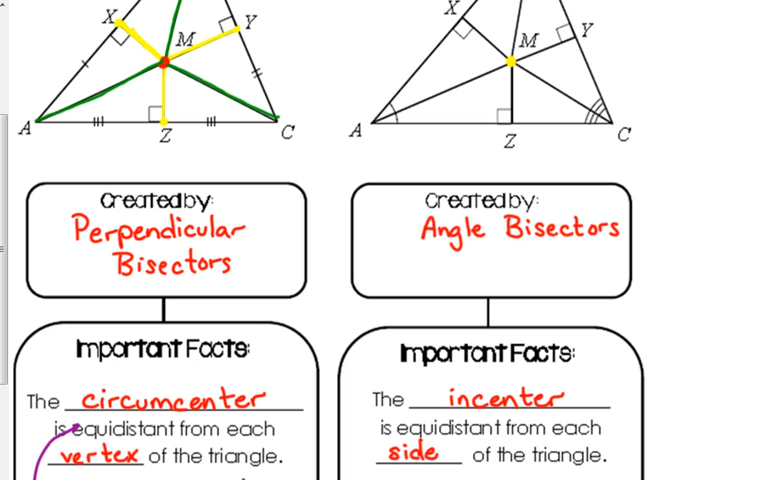 X
Y
M
A
Z
C
X
Y
M
A
Z
C
Created by:
Perpendicular
Bisectors
Important Facts:
The circumcenter
is equidistant from each
vertex of the triangle.
Created by:
Angle Bisectors
Important Facts:
The incenter
is equidistant from each
side of the triangle.